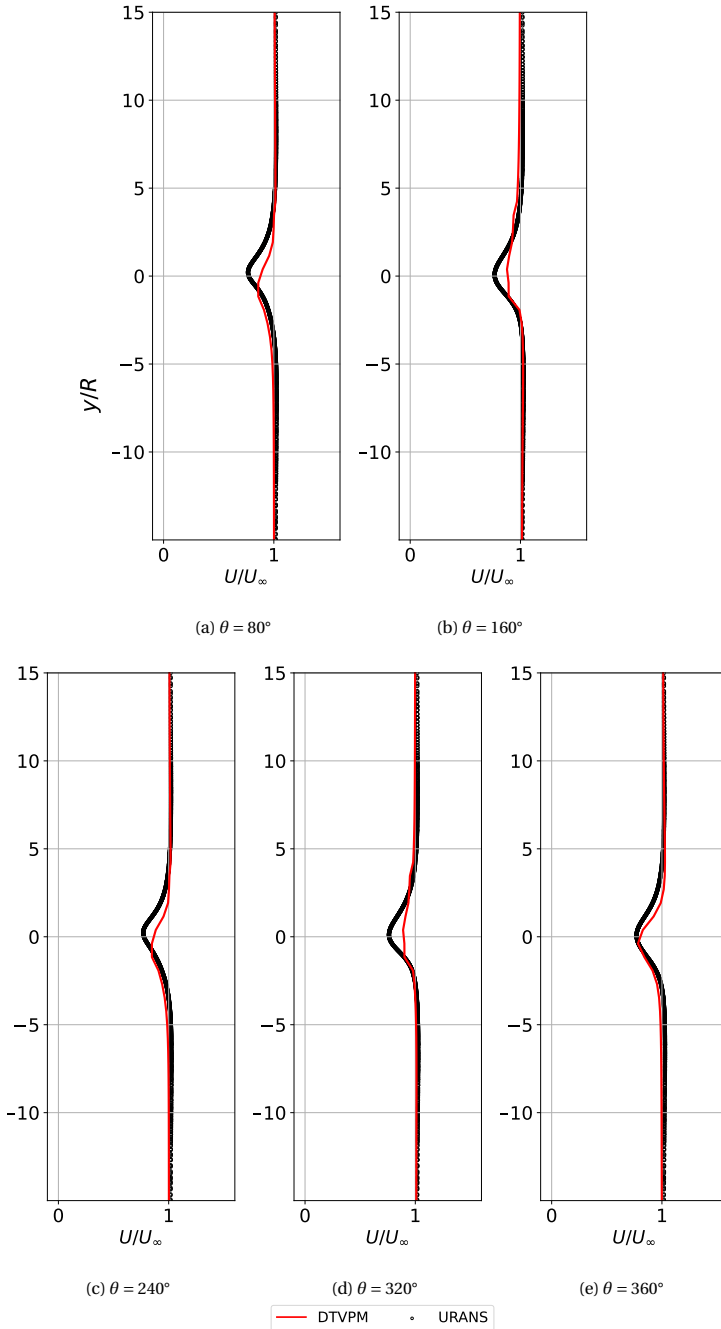 15
15
10
10
5
5
0
0
−5
−5
−10
−10
y/R
0 1
0 1
U/U∞
U/U∞
(a) θ = 80°
(b) θ = 160°
15
15
15
10
10
10
5
5
5
0
0
0
−5
−5
−5
−10
−10
−10
0 1
0 1
0 1
U/U∞
U/U∞
U/U∞
(c) θ = 240°
(d) θ = 320°
(e) θ = 360°
DTVPM URANS